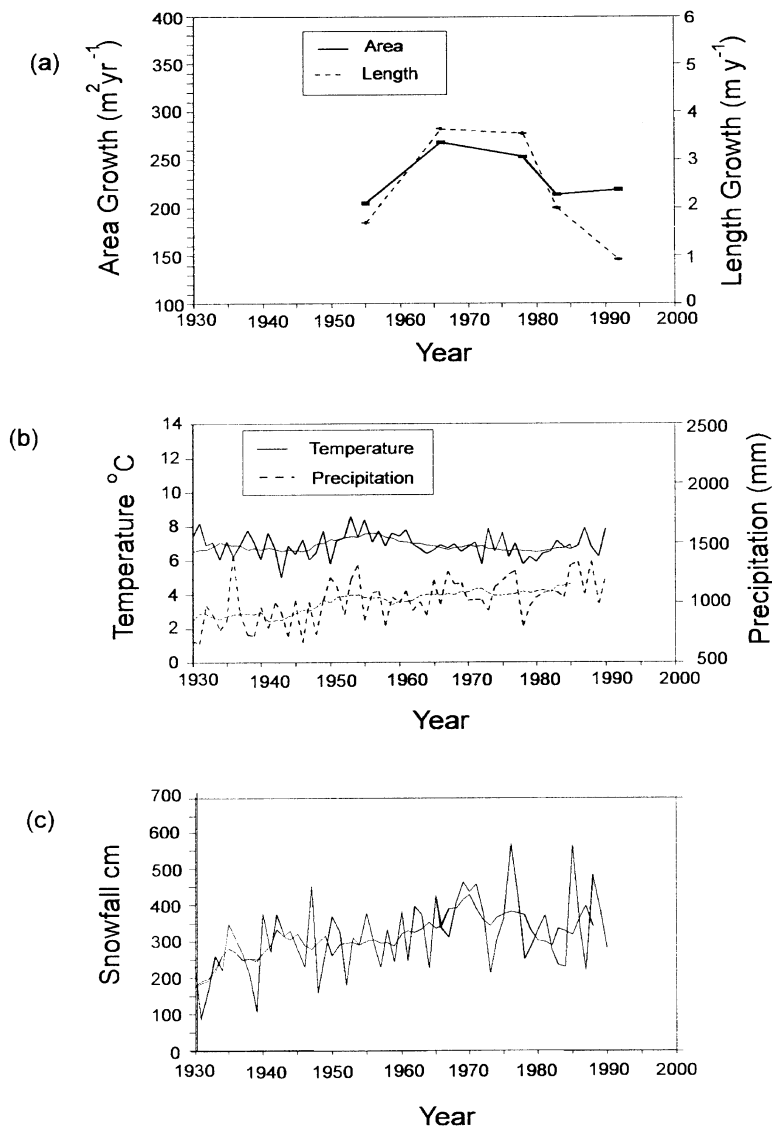 (a)
Area Growth (m²yr⁻¹)
400
350
300
250
200
150
100
Area
Length
6
5
4
3
2
1
0
Length Growth (m y⁻¹)
1930 1940 1950 1960 1970 1980 1990 2000
Year
(b)
Temperature °C
14
12
10
8
6
4
2
0
Temperature
Precipitation
2500
2000
1500
1000
500
Precipitation (mm)
1930 1940 1950 1960 1970 1980 1990 2000
Year
(c)
Snowfall cm
700
600
500
400
300
200
100
0
1930 1940 1950 1960 1970 1980 1990 2000
Year